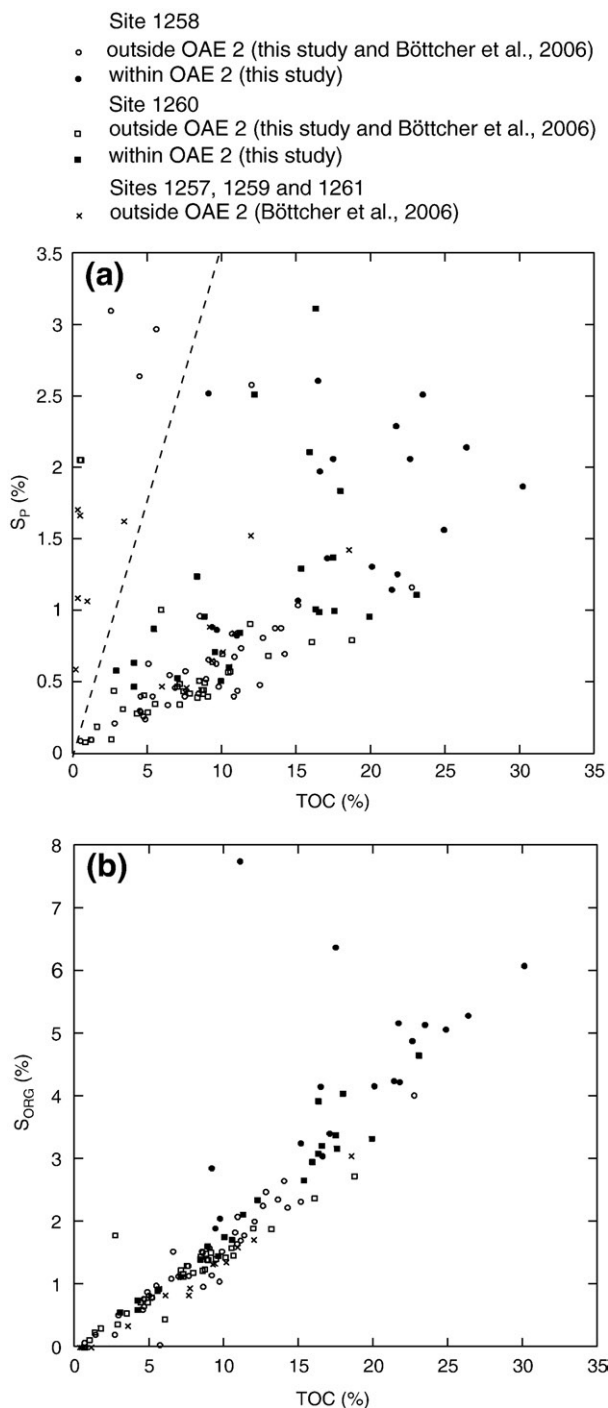 Site 1258
outside OAE 2 (this study and Böttcher et al., 2006)
within OAE 2 (this study)
Site 1260
outside OAE 2 (this study and Böttcher et al., 2006)
within OAE 2 (this study)
Sites 1257, 1259 and 1261
outside OAE 2 (Böttcher et al., 2006)
(a)
3.5
3
2.5
2
1.5
1
0.5
0
S_P (%)
0 5 10 15 20 25 30 35
TOC (%)
(b)
8
7
6
5
4
3
2
1
0
S_ORG (%)
0 5 10 15 20 25 30 35
TOC (%)